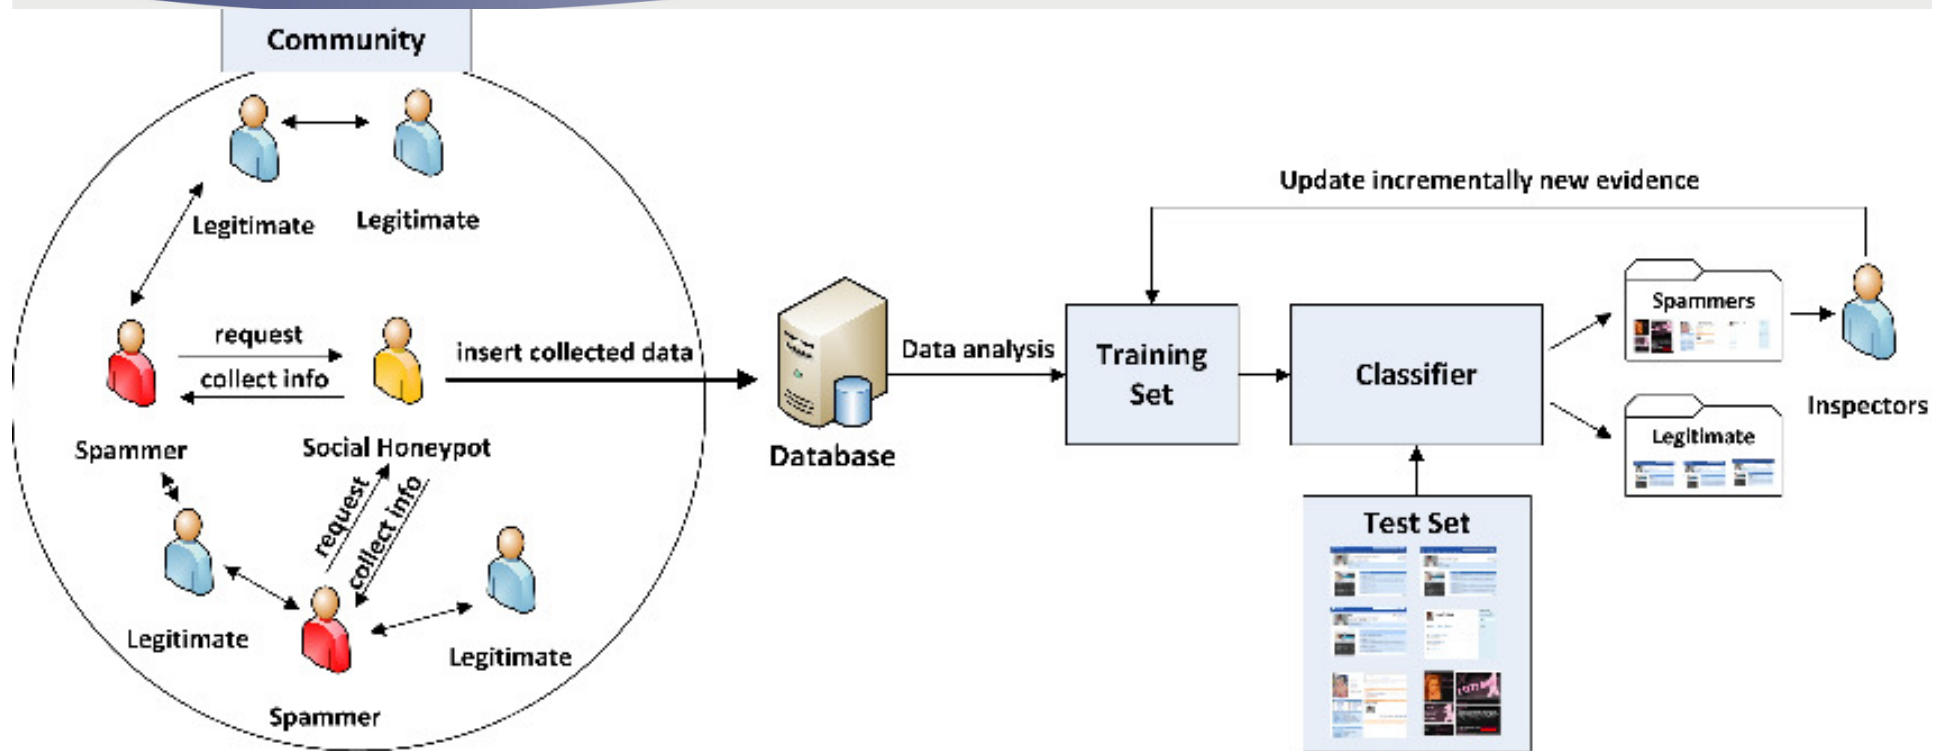 Community
Legitimate
Legitimate
request
collect info
Spammer
Social Honeypot
insert collected data
request
collect info
Legitimate
Legitimate
Spammer
Database
Data analysis
Update incrementally new evidence
Training
Set
Classifier
Spammers
Legitimate
Inspectors
Test Set